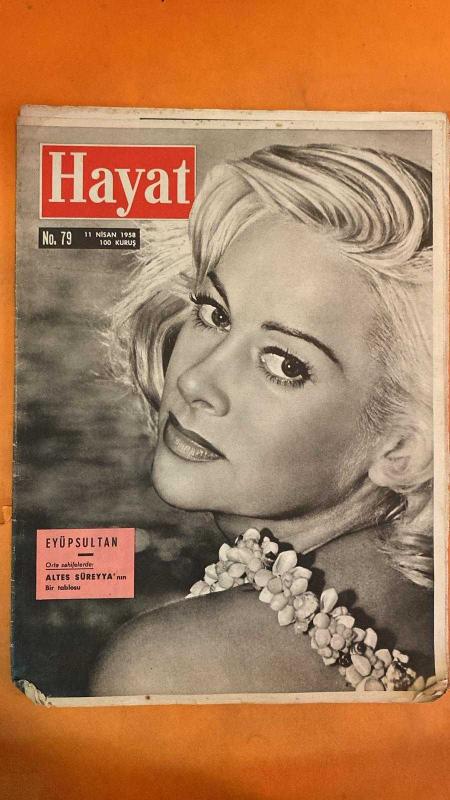 Hayat
No. 79
11 NİSAN 1958
100 KURUŞ
EYÜPSULTAN
Orta sahifelerde:
ALTES SÜREYYA'nın
Bir tablosu